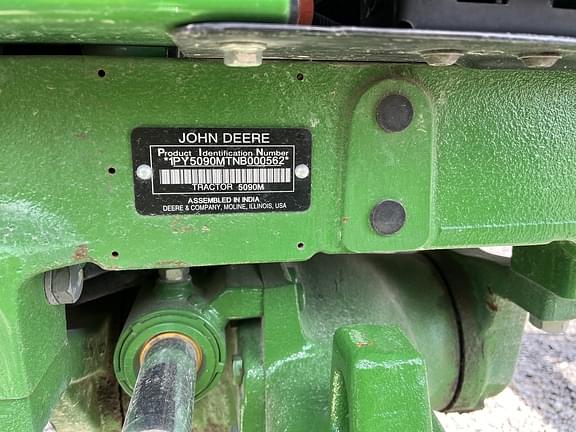 JOHN DEERE
Product Identification Number
*1PY5090MTNB000562*
TRACTOR 5090M
ASSEMBLED IN INDIA
DEERE & COMPANY, MOLINE, ILLINOIS, USA